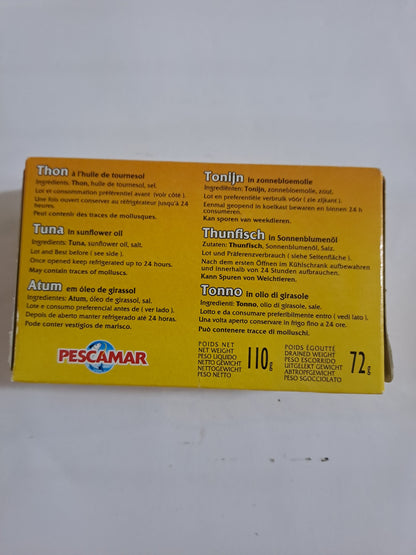 Thon à l'huile de tournesol
Ingrédients: Thon, huile de tournesol, sel.
Lot et consommation préférentiel avant (voir côté).
Une fois ouvert conserver au réfrigérateur jusqu'à 24 heures.
Peut contenir des traces de mollusques.
Tuna in sunflower oil
Ingredients: Tuna, sunflower oil, salt.
Lot and Best before ( see side ).
Once opened keep refrigerated up to 24 hours.
May contain traces of molluscs.
Atum em óleo de girassol
Ingredientes: Atum, óleo de girassol, sal.
Lose e consumo preferencial antes de ( ver lado ).
Depois de aberto manter refrigerado até 24 horas.
Pode conter vestígios de marisco.
PESCAMAR
Tonijn in zonnebloemolle
Ingrediënten: Tonijn, zonnebloemolle, zout.
Lot en preferentiële verbruik vóór ( zie zijkant ).
Eenmaal geopend in koelkast bewaren en binnen 24 h
consumeren.
Kan sporen van weekdieren.
Thunfisch in Sonnenblumenöl
Zutaten: Thunfisch, Sonnenblumenöl, Salz.
Lot und Präferenzverbrauch ( siehe Seitenfläche ).
Nach dem ersten Öffnen im Kühlschrank aufbewahren
und Innerhalb von 24 Stunden aufbrauchen.
Kann Spuren von Weichtieren.
Tonno in olio di girasole
Ingredienti: Tonno, ollo di girasole, sale.
Lotto e da consumare preferibilmente entro ( vedi lato ).
Una volta aperto conservare in frigo fino a 24 ore.
Può contenere tracce di molluschi.
POIDS NET
NET WEIGHT
PESO LIQUIDO
NETTO GEWICHT
NETTOGEWICHT
PESO NETTO
110g
POIDS ÉGOUTTÉ
DRAINED WEIGHT
PESO ESCORRIDO
UITGELEKT GEWICHT
ABTROPFGEWICHT
PESO SGOCCIOLATO
72g